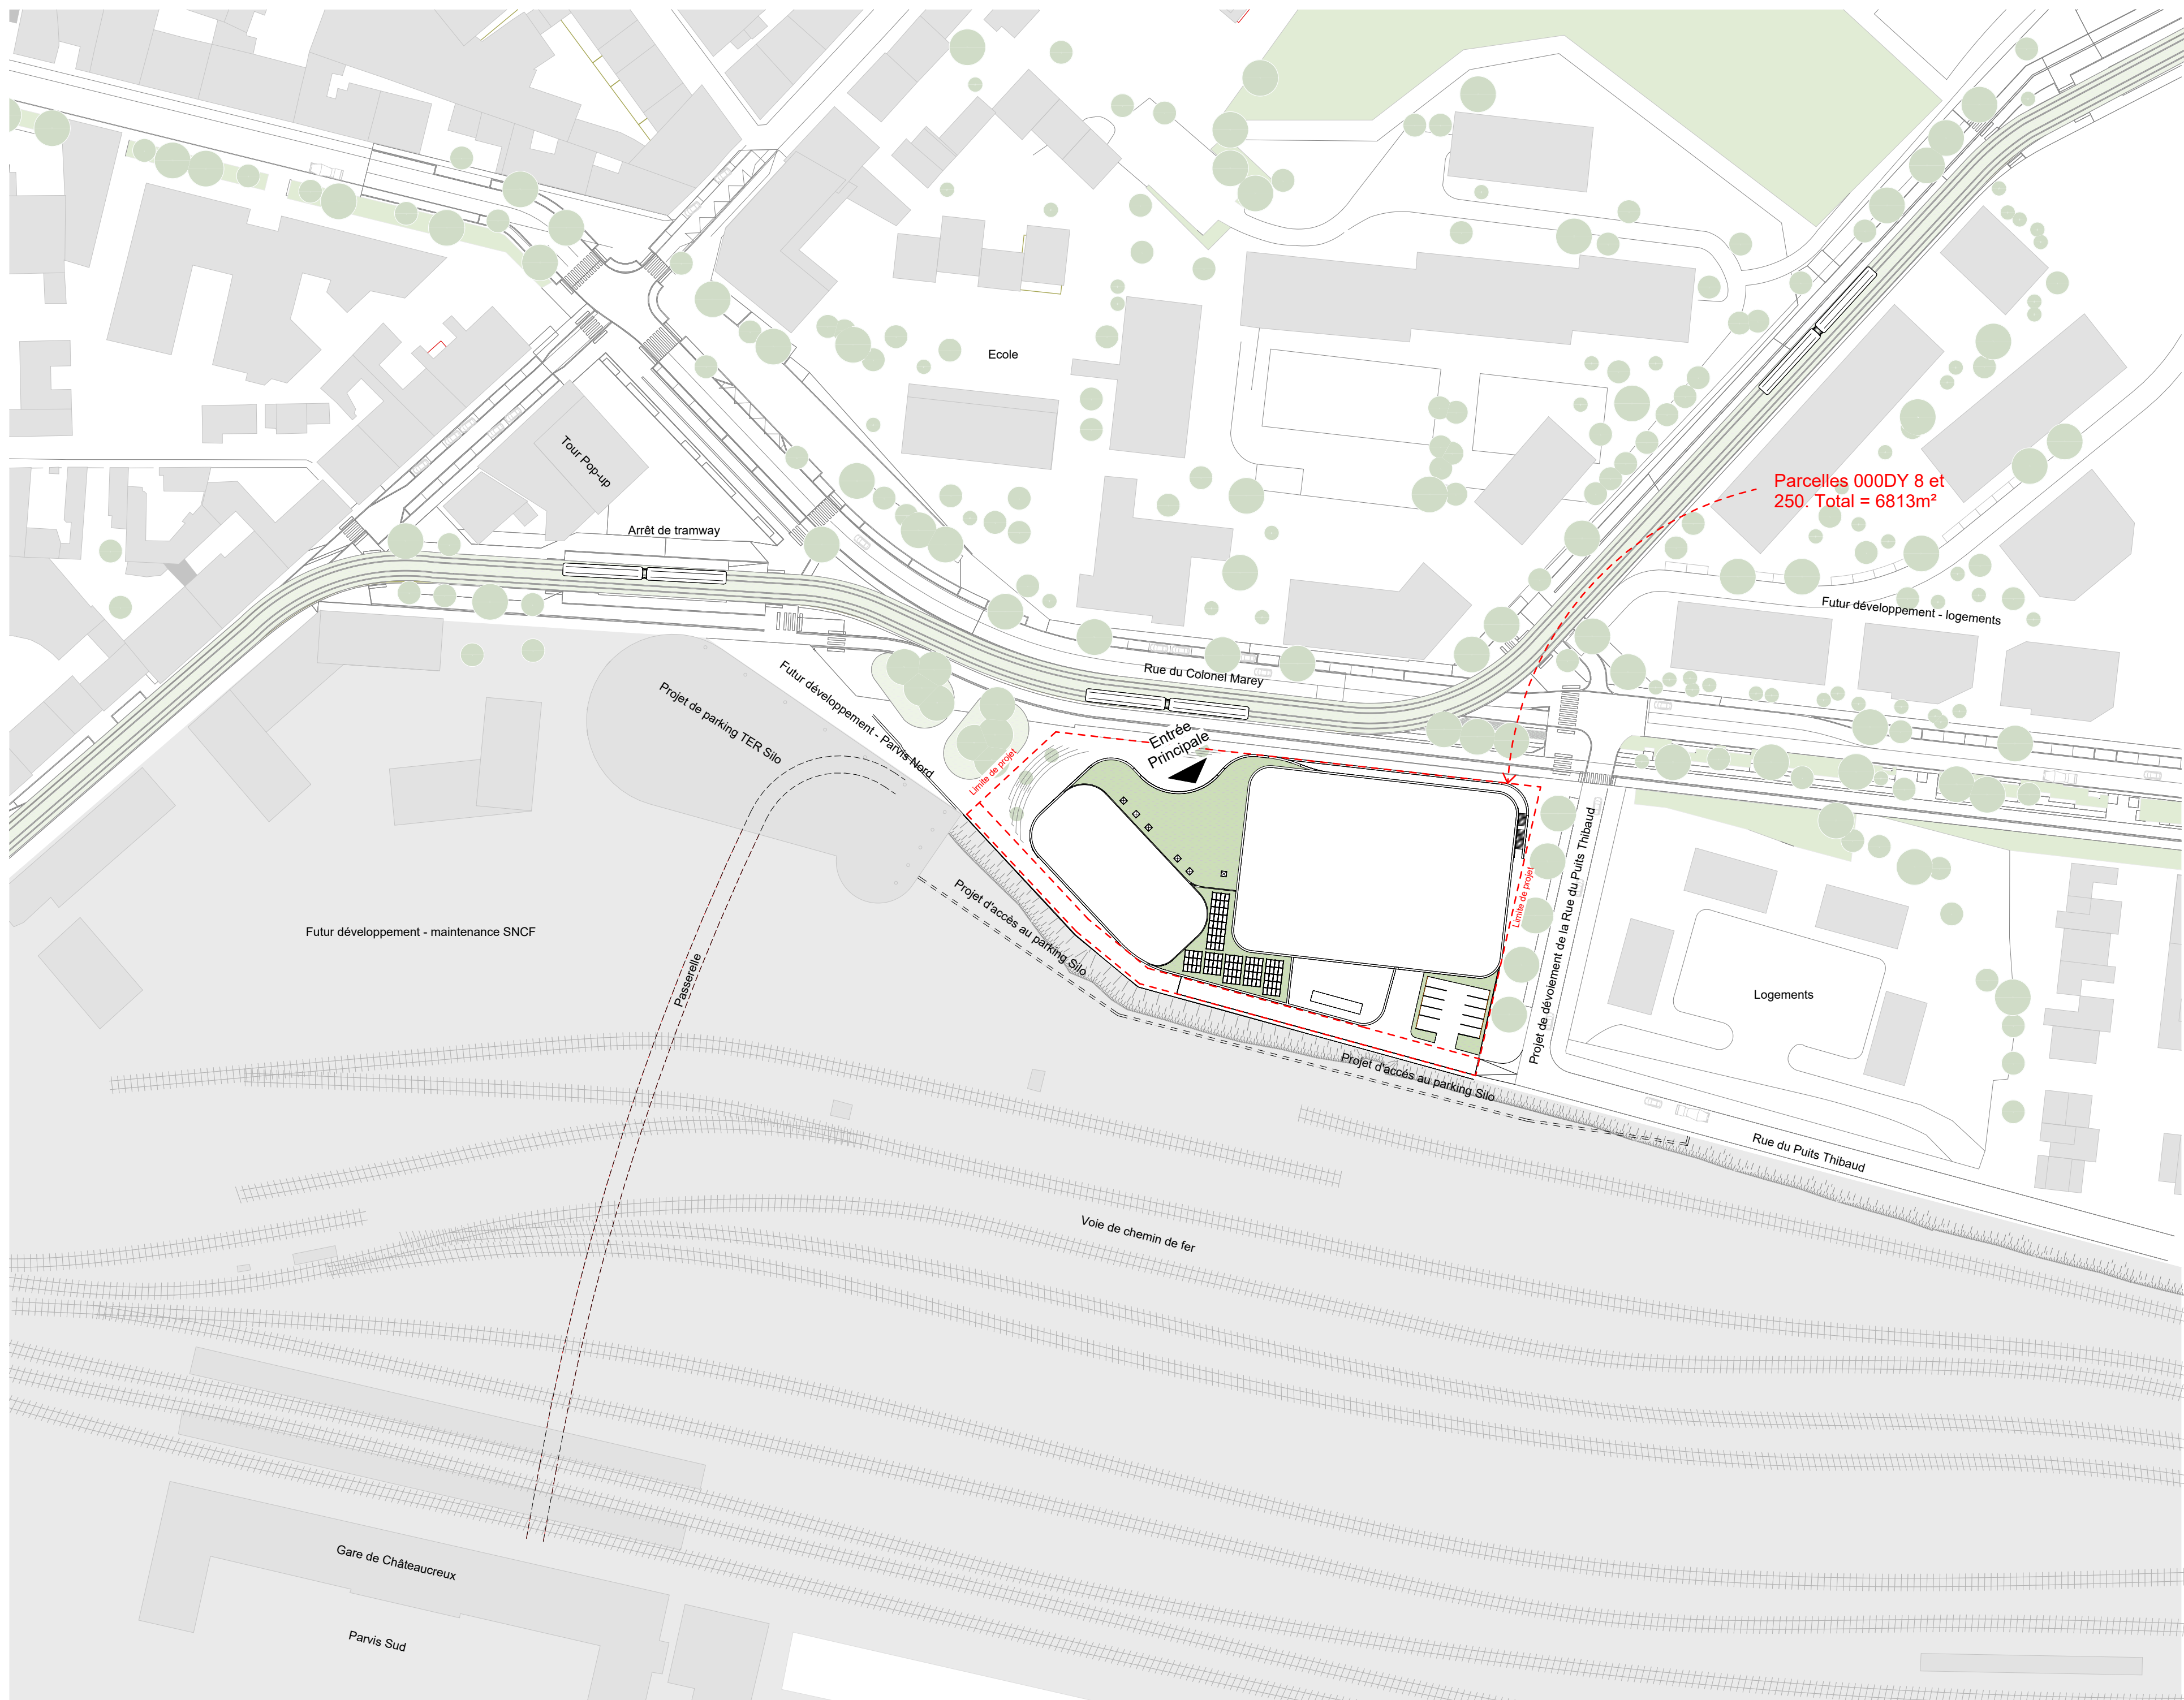 Ecole
Tour Pop-up
Parcelles 000DY 8 et
250. Total = 6813m²
Arrêt de tramway
Futur développement - logements
Rue du Colonel Marey
Futur développement - Parvis Nord
Projet de parking TER Silo
Entrée
Principale
Limite de projet
Limite de projet
Projet de dévoiement de la Rue du Puits Thibaud
Projet d'accès au parking Silo
Futur développement - maintenance SNCF
Passerelle
Logements
Projet d'accès au parking Silo
Rue du Puits Thibaud
Voie de chemin de fer
Gare de Châteaucreux
Parvis Sud